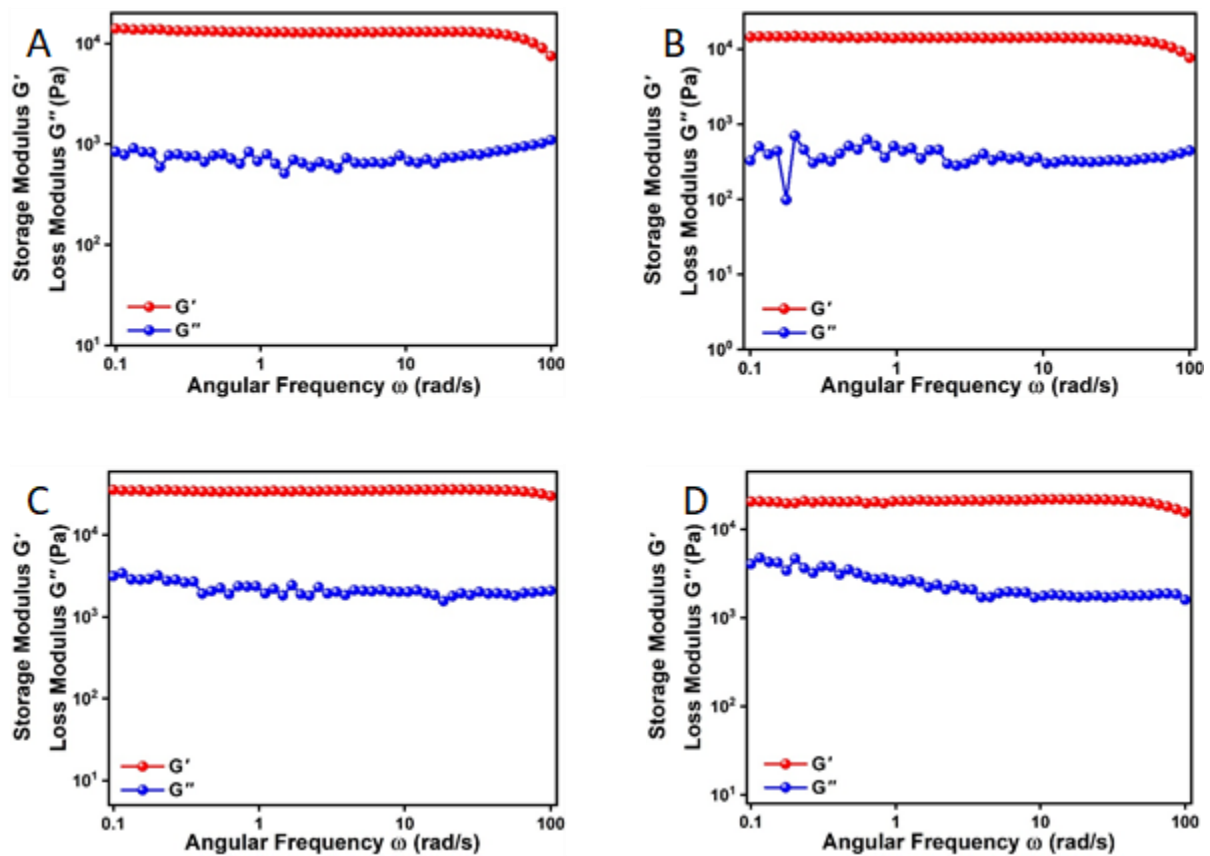 A
Storage Modulus G′
Loss Modulus G″ (Pa)
10⁴
10³
10²
10¹
G′
G″
0.1
1
10
100
Angular Frequency ω (rad/s)
B
Storage Modulus G′
Loss Modulus G″ (Pa)
10⁴
10³
10²
10¹
10⁰
G′
G″
0.1
1
10
100
Angular Frequency ω (rad/s)
C
Storage Modulus G′
Loss Modulus G″ (Pa)
10⁴
10³
10²
10¹
G′
G″
0.1
1
10
100
Angular Frequency ω (rad/s)
D
Storage Modulus G′
Loss Modulus G″ (Pa)
10⁴
10³
10²
10¹
G′
G″
0.1
1
10
100
Angular Frequency ω (rad/s)